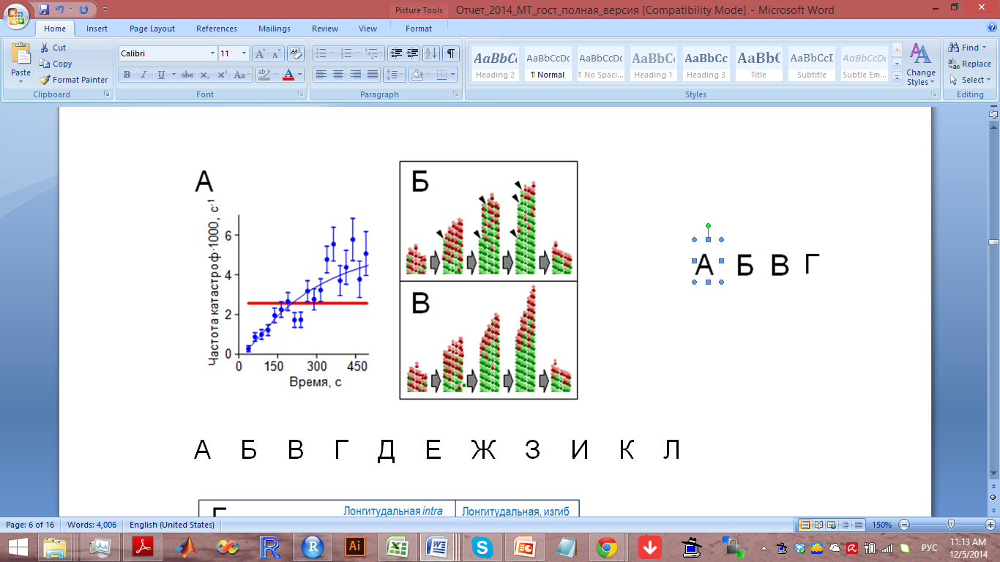 Picture Tools
Отчет_2014_МТ_гост_полная_версия [Compatibility Mode] - Microsoft Word
Home Insert Page Layout References Mailings Review View Format
Paste
Cut
Copy
Format Painter
Clipboard
Calibri 11
B I U abc x₂ x² Aa A
Font
Paragraph
AaBbCc AaBbCcDc AaBbCcDc AaBbCc AaBbCc AaBbC AaBbCcI AaBbCcDc
Heading 2 ¶ Normal ¶ No Spaci... Heading 1 Heading 3 Title Subtitle Subtle Em...
Styles
Change Styles
Find
Replace
Select
Editing
А
Частота катастроф·1000, с⁻¹
6
4
2
0
0 150 300 450
Время, с
Б
В
А Б В Г
А Б В Г Д Е Ж З И К Л
Лонгитудальная intra Лонгитудальная, изгиб
Page: 6 of 16 Words: 4,006 English (United States) 150%
РУС
11:13 AM
12/5/2014